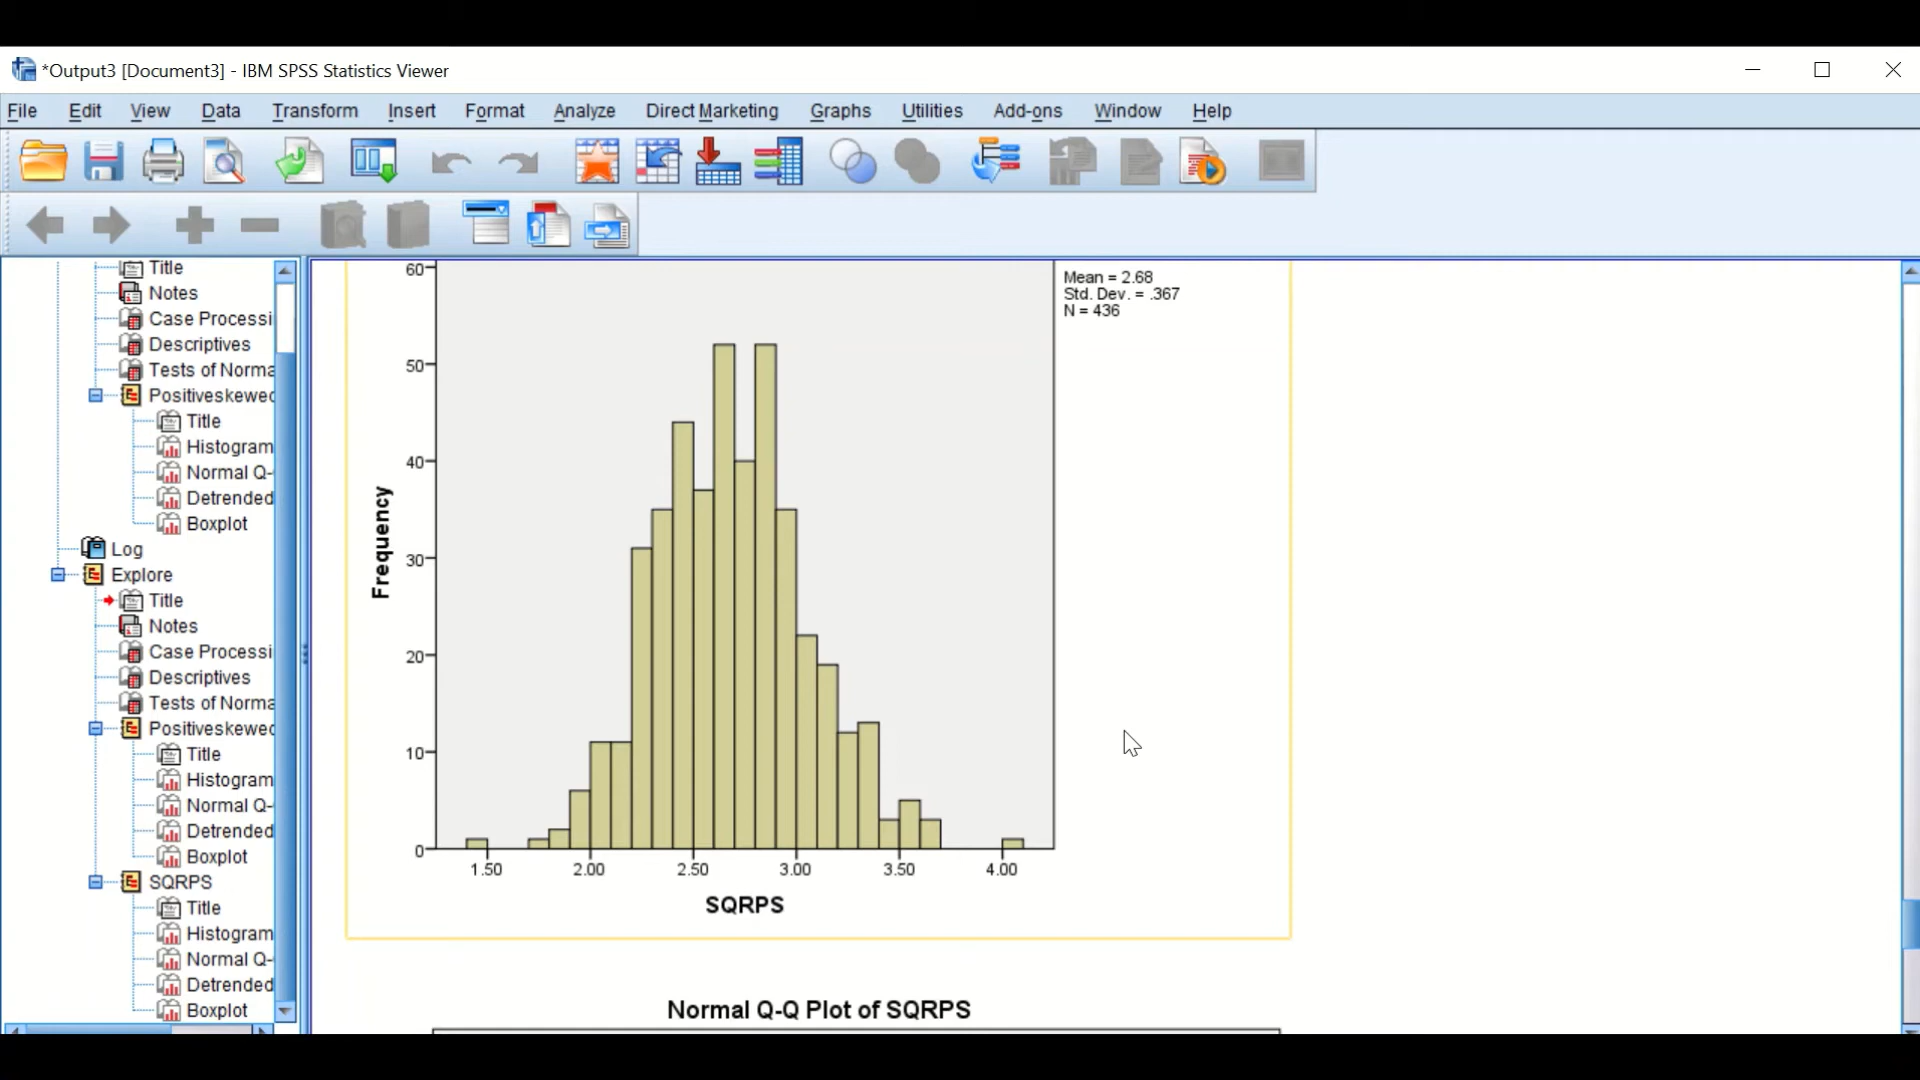 *Output3 [Document3] - IBM SPSS Statistics Viewer
File Edit View Data Transform Insert Format Analyze Direct Marketing Graphs Utilities Add-ons Window Help
Title
Notes
Case Processi
Descriptives
Tests of Norma
Positiveskewed
Title
Histogram
Normal Q-
Detrended
Boxplot
Log
Explore
Title
Notes
Case Processi
Descriptives
Tests of Norma
Positiveskewed
Title
Histogram
Normal Q-
Detrended
Boxplot
SQRPS
Title
Histogram
Normal Q-
Detrended
Boxplot
Mean = 2.68
Std. Dev. = .367
N = 436
60
50
40
30
20
10
0
Frequency
1.50 2.00 2.50 3.00 3.50 4.00
SQRPS
Normal Q-Q Plot of SQRPS